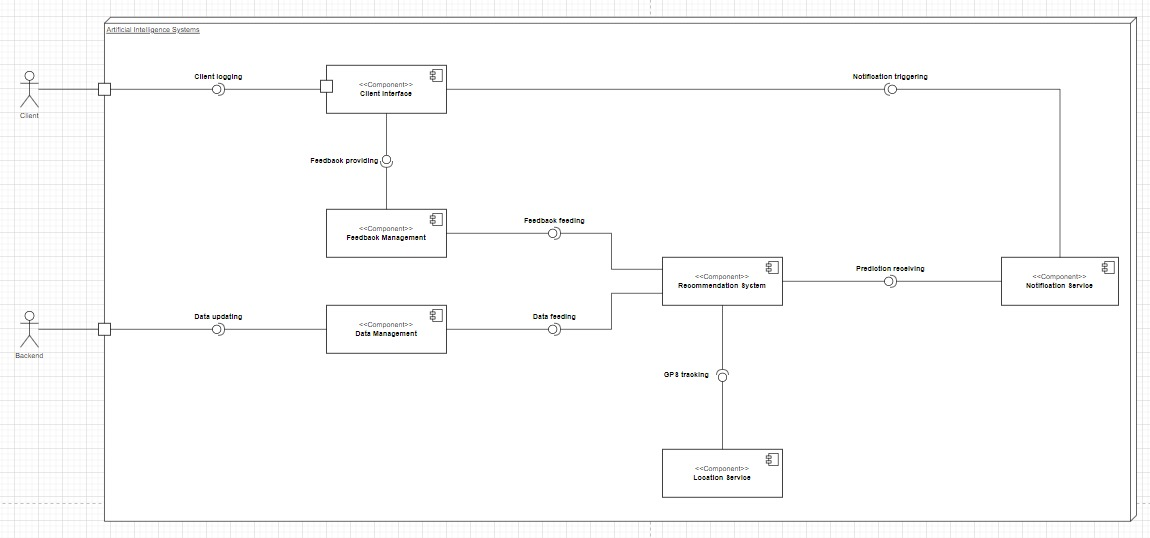 Artificial Intelligence Systems
Client logging
Notification triggering
<<Component>>
Client Interface
Client
Feedback providing
<<Component>>
Feedback Management
Feedback feeding
<<Component>>
Recommendation System
Prediction receiving
<<Component>>
Notification Service
Data updating
<<Component>>
Data Management
Data feeding
Backend
GPS tracking
<<Component>>
Location Service